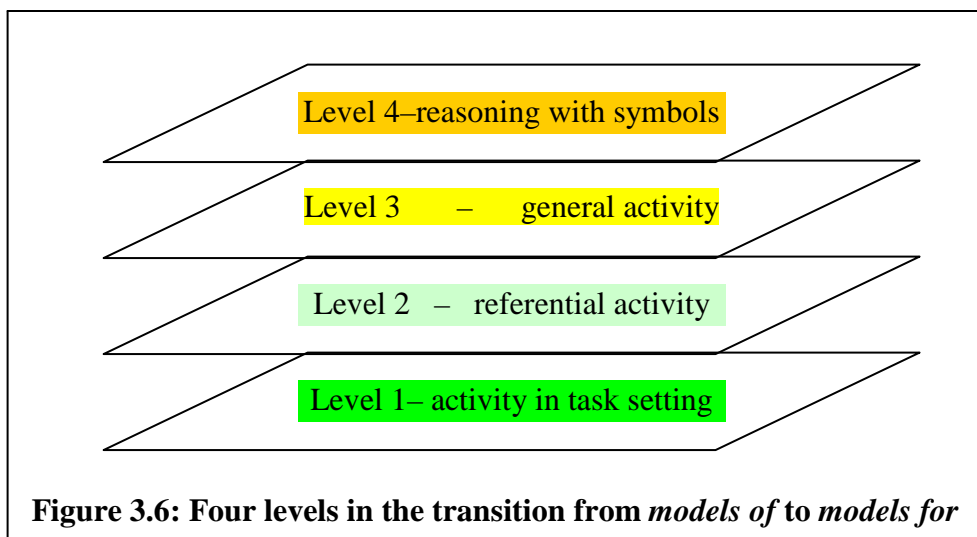 Level 4–reasoning with symbols
Level 3 – general activity
Level 2 – referential activity
Level 1– activity in task setting
Figure 3.6: Four levels in the transition from models of to models for